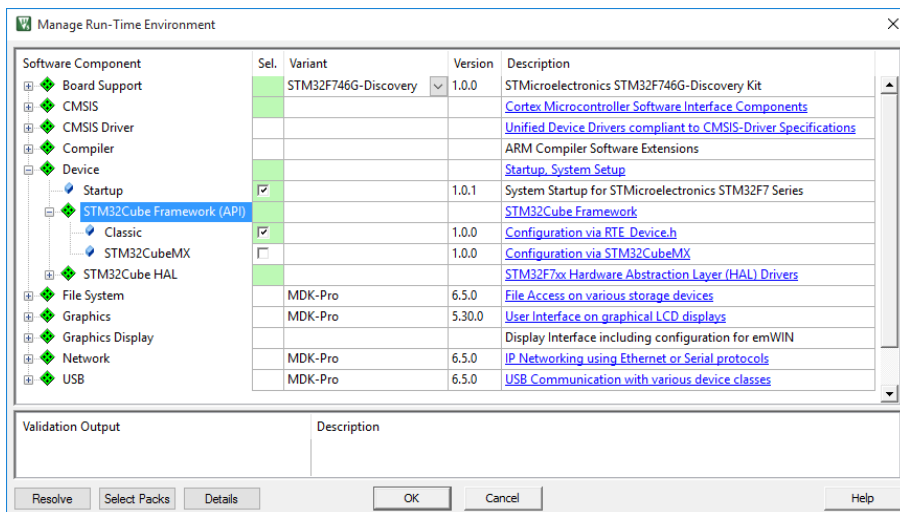 Manage Run-Time Environment
Software Component Sel. Variant Version Description
Board Support STM32F746G-Discovery 1.0.0 STMicroelectronics STM32F746G-Discovery Kit
CMSIS Cortex Microcontroller Software Interface Components
CMSIS Driver Unified Device Drivers compliant to CMSIS-Driver Specifications
Compiler ARM Compiler Software Extensions
Device Startup, System Setup
Startup 1.0.1 System Startup for STMicroelectronics STM32F7 Series
STM32Cube Framework (API) STM32Cube Framework
Classic 1.0.0 Configuration via RTE_Device.h
STM32CubeMX 1.0.0 Configuration via STM32CubeMX
STM32Cube HAL STM32F7xx Hardware Abstraction Layer (HAL) Drivers
File System MDK-Pro 6.5.0 File Access on various storage devices
Graphics MDK-Pro 5.30.0 User Interface on graphical LCD displays
Graphics Display Display Interface including configuration for emWIN
Network MDK-Pro 6.5.0 IP Networking using Ethernet or Serial protocols
USB MDK-Pro 6.5.0 USB Communication with various device classes
Validation Output Description
Resolve Select Packs Details OK Cancel Help